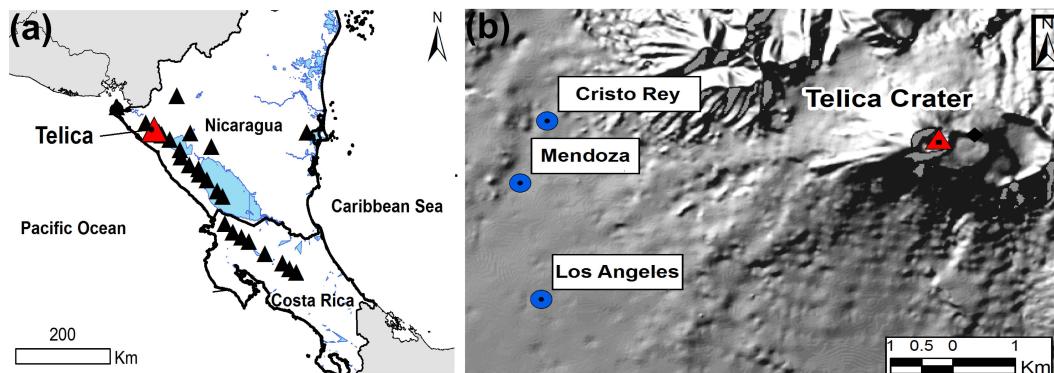 (a)
N
Telica
Nicaragua
Caribbean Sea
Pacific Ocean
Costa Rica
200
Km
(b)
N
Cristo Rey
Telica Crater
Mendoza
Los Angeles
1 0.5 0 1
Km